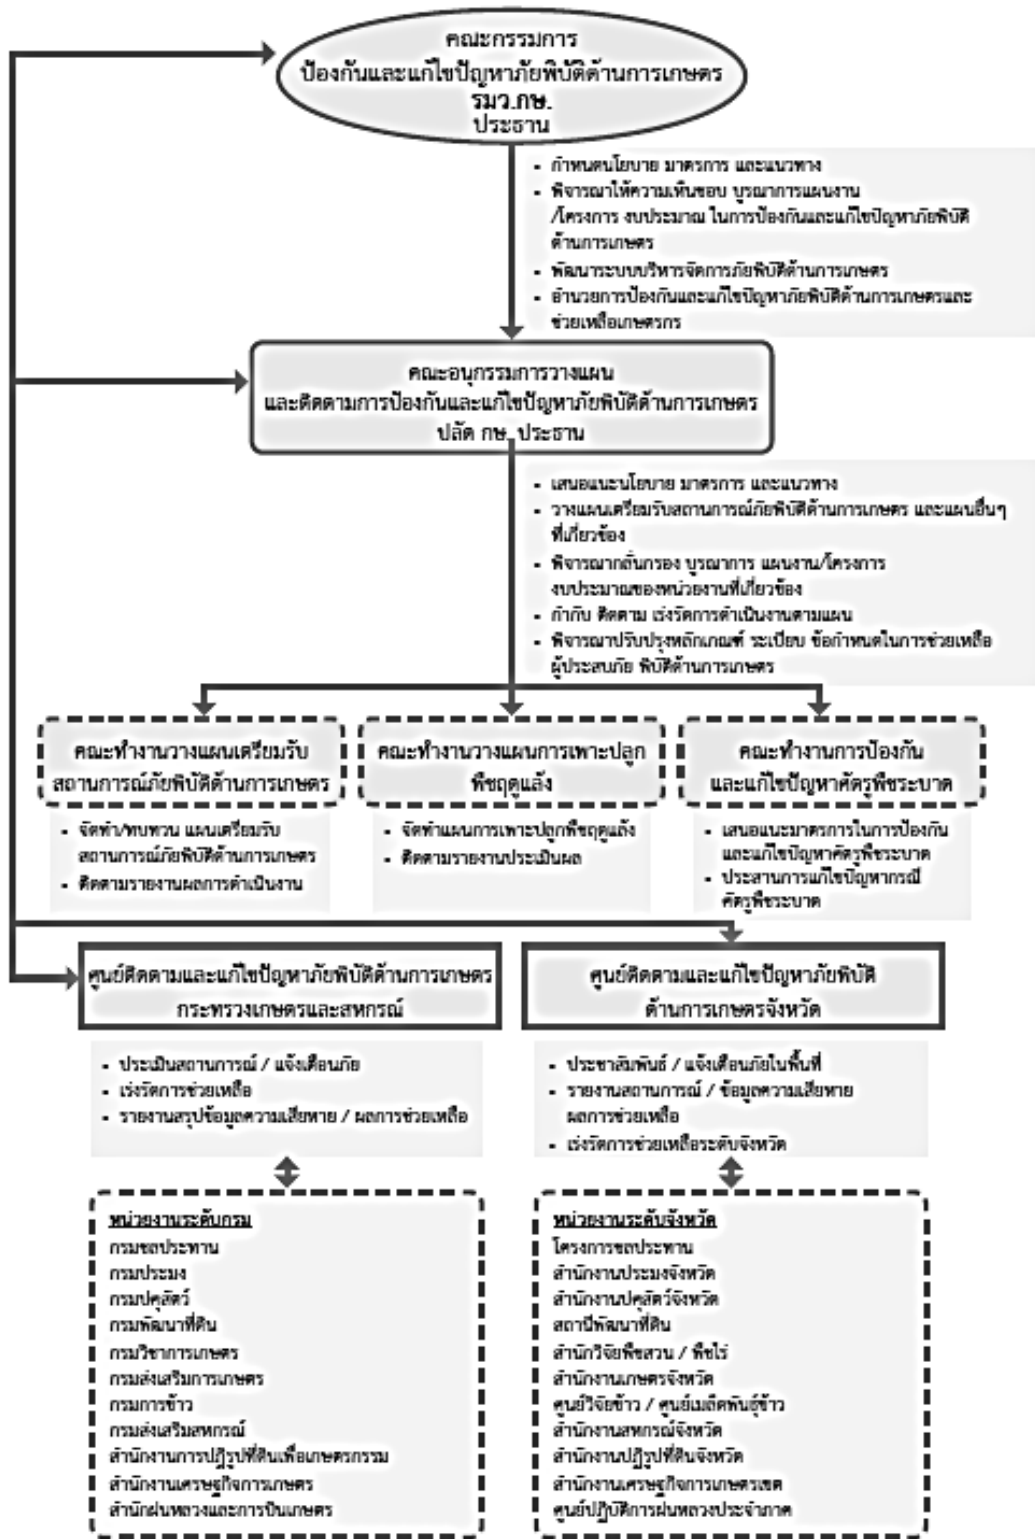 คณะกรรมการ
ป้องกันและแก้ไขปัญหาภัยพิบัติด้านการเกษตร
รมว.กษ.
ประธาน
- กำหนดนโยบาย มาตรการ และแนวทาง
- พิจารณาให้ความเห็นชอบ บูรณาการแผนงาน
/โครงการ งบประมาณ ในการป้องกันและแก้ไขปัญหาภัยพิบัติ
ด้านการเกษตร
- พัฒนาระบบบริหารจัดการภัยพิบัติด้านการเกษตร
- อำนวยการป้องกันและแก้ไขปัญหาภัยพิบัติด้านการเกษตรและ
ช่วยเหลือเกษตรกร
คณะอนุกรรมการวางแผน
และติดตามการป้องกันและแก้ไขปัญหาภัยพิบัติด้านการเกษตร
ปลัด กษ. ประธาน
- เสนอแนะนโยบาย มาตรการ และแนวทาง
- วางแผนเตรียมรับสถานการณ์ภัยพิบัติด้านการเกษตร และแผนอื่นๆ
ที่เกี่ยวข้อง
- พิจารณากลั่นกรอง บูรณาการ แผนงาน/โครงการ
งบประมาณของหน่วยงานที่เกี่ยวข้อง
- กำกับ ติดตาม เร่งรัดการดำเนินงานตามแผน
- พิจารณาปรับปรุงหลักเกณฑ์ ระเบียบ ข้อกำหนดในการช่วยเหลือ
ผู้ประสบภัย พิบัติด้านการเกษตร
คณะทำงานวางแผนเตรียมรับ
สถานการณ์ภัยพิบัติด้านการเกษตร
- จัดทำ/ทบทวน แผนเตรียมรับ
สถานการณ์ภัยพิบัติด้านการเกษตร
- ติดตามรายงานผลการดำเนินงาน
คณะทำงานวางแผนการเพาะปลูก
พืชฤดูแล้ง
- จัดทำแผนการเพาะปลูกพืชฤดูแล้ง
- ติดตามรายงานประเมินผล
คณะทำงานการป้องกัน
และแก้ไขปัญหาศัตรูพืชระบาด
- เสนอแนะมาตรการในการป้องกัน
และแก้ไขปัญหาศัตรูพืชระบาด
- ประสานการแก้ไขปัญหากรณี
ศัตรูพืชระบาด
ศูนย์ติดตามและแก้ไขปัญหาภัยพิบัติด้านการเกษตร
กระทรวงเกษตรและสหกรณ์
- ประเมินสถานการณ์ / แจ้งเตือนภัย
- เร่งรัดการช่วยเหลือ
- รายงานสรุปข้อมูลความเสียหาย / ผลการช่วยเหลือ
หน่วยงานระดับกรม
กรมชลประทาน
กรมประมง
กรมปศุสัตว์
กรมพัฒนาที่ดิน
กรมวิชาการเกษตร
กรมส่งเสริมการเกษตร
กรมการข้าว
กรมส่งเสริมสหกรณ์
สำนักงานการปฏิรูปที่ดินเพื่อเกษตรกรรม
สำนักงานเศรษฐกิจการเกษตร
สำนักฝนหลวงและการบินเกษตร
ศูนย์ติดตามและแก้ไขปัญหาภัยพิบัติ
ด้านการเกษตรจังหวัด
- ประชาสัมพันธ์ / แจ้งเตือนภัยในพื้นที่
- รายงานสถานการณ์ / ข้อมูลความเสียหาย
ผลการช่วยเหลือ
- เร่งรัดการช่วยเหลือระดับจังหวัด
หน่วยงานระดับจังหวัด
โครงการชลประทาน
สำนักงานประมงจังหวัด
สำนักงานปศุสัตว์จังหวัด
สถานีพัฒนาที่ดิน
สำนักวิจัยพืชสวน / พืชไร่
สำนักงานเกษตรจังหวัด
ศูนย์วิจัยข้าว / ศูนย์เมล็ดพันธุ์ข้าว
สำนักงานสหกรณ์จังหวัด
สำนักงานปฏิรูปที่ดินจังหวัด
สำนักงานเศรษฐกิจการเกษตรเขต
ศูนย์ปฏิบัติการฝนหลวงประจำภาค